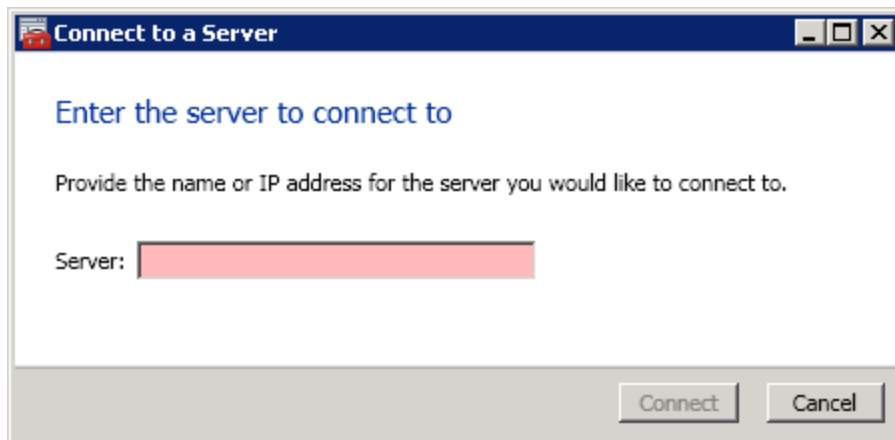 Connect to a Server
Enter the server to connect to
Provide the name or IP address for the server you would like to connect to.
Server:
Connect Cancel